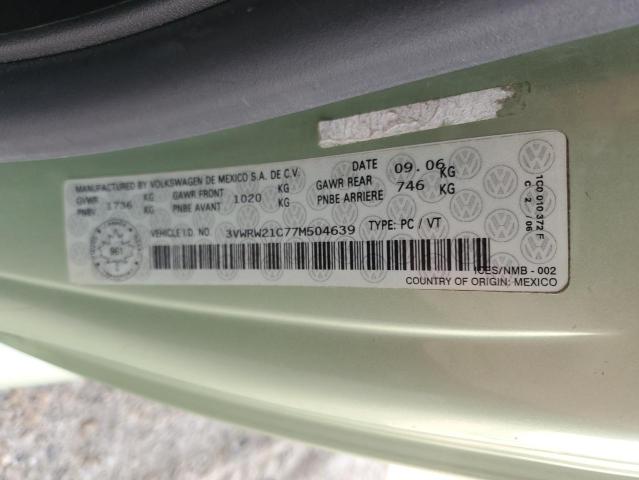 MANUFACTURED BY VOLKSWAGEN DE MEXICO S.A. DE C.V. DATE 09.06
GVWR 1736 KG GAWR FRONT 1020 KG GAWR REAR 746 KG
PNBV PNBE AVANT PNBE ARRIERE
VEHICLE I.D. NO. 3VWRW21C77M504639 TYPE: PC / VT
961
ICES/NMB - 002
COUNTRY OF ORIGIN: MEXICO
1C0 010 372 F
C 2 / 06